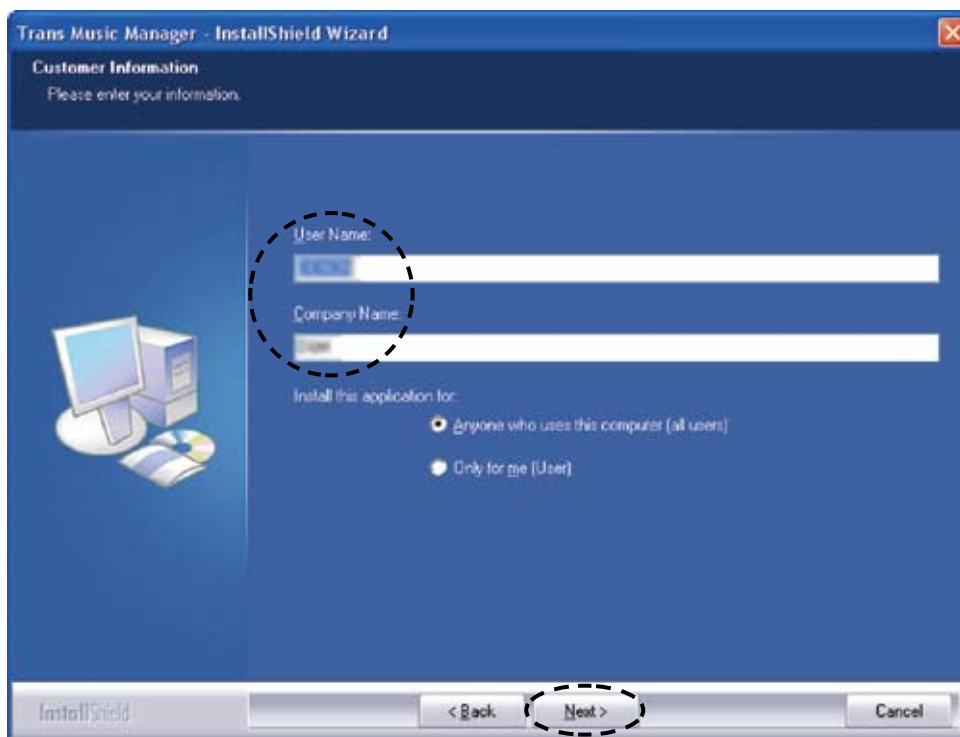 Trans Music Manager - InstallShield Wizard
Customer Information
Please enter your information.
User Name:
Company Name:
Install this application for:
Anyone who uses this computer (all users)
Only for me (User)
InstallShield
< Back
Next >
Cancel